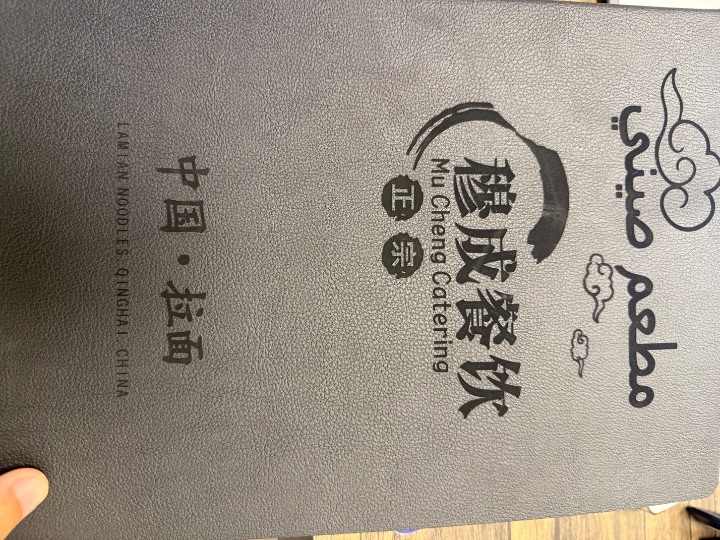 مطعم صيني
穆成餐饮
Mu Cheng Catering
正宗
中国·拉面
LAMIAN NOODLES QINGHAI CHINA